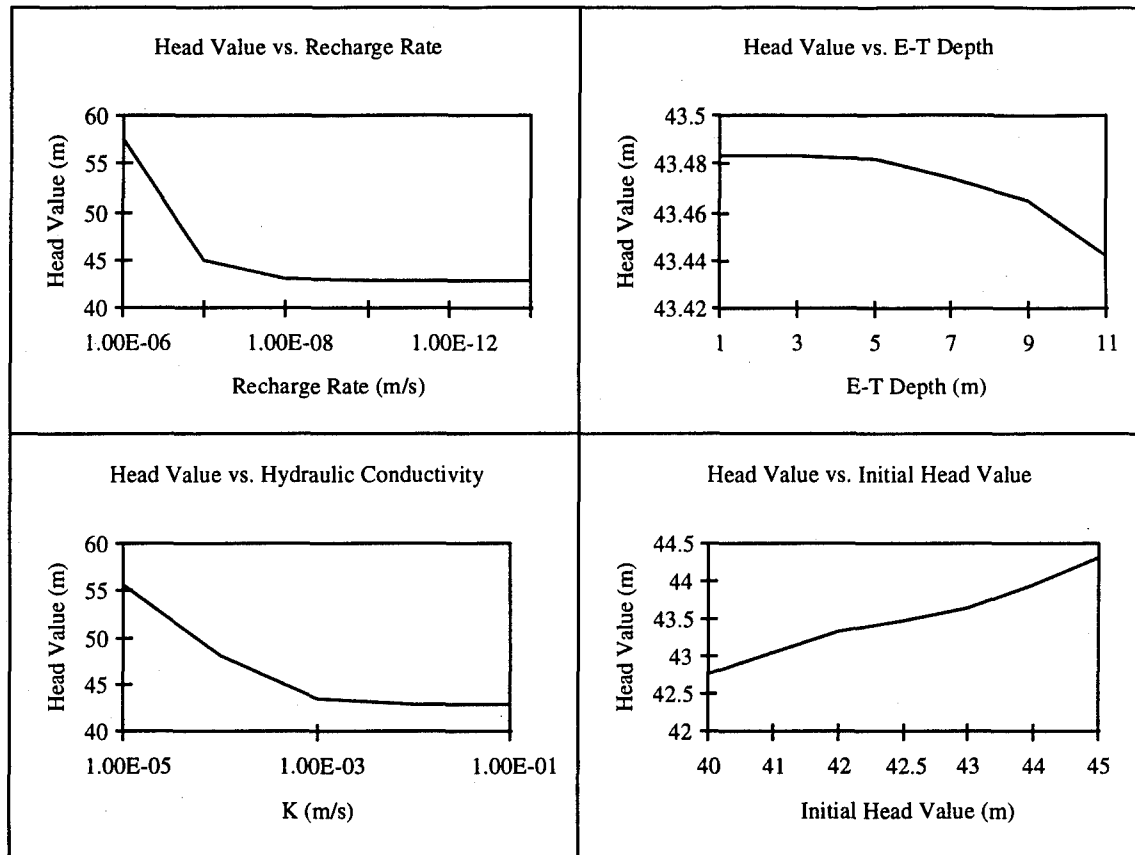 Head Value vs. Recharge Rate
60
55
50
45
40
Head Value (m)
1.00E-06 1.00E-08 1.00E-12
Recharge Rate (m/s)
Head Value vs. E-T Depth
43.5
43.48
43.46
43.44
43.42
Head Value (m)
1 3 5 7 9 11
E-T Depth (m)
Head Value vs. Hydraulic Conductivity
60
55
50
45
40
Head Value (m)
1.00E-05 1.00E-03 1.00E-01
K (m/s)
Head Value vs. Initial Head Value
44.5
44
43.5
43
42.5
42
Head Value (m)
40 41 42 42.5 43 44 45
Initial Head Value (m)